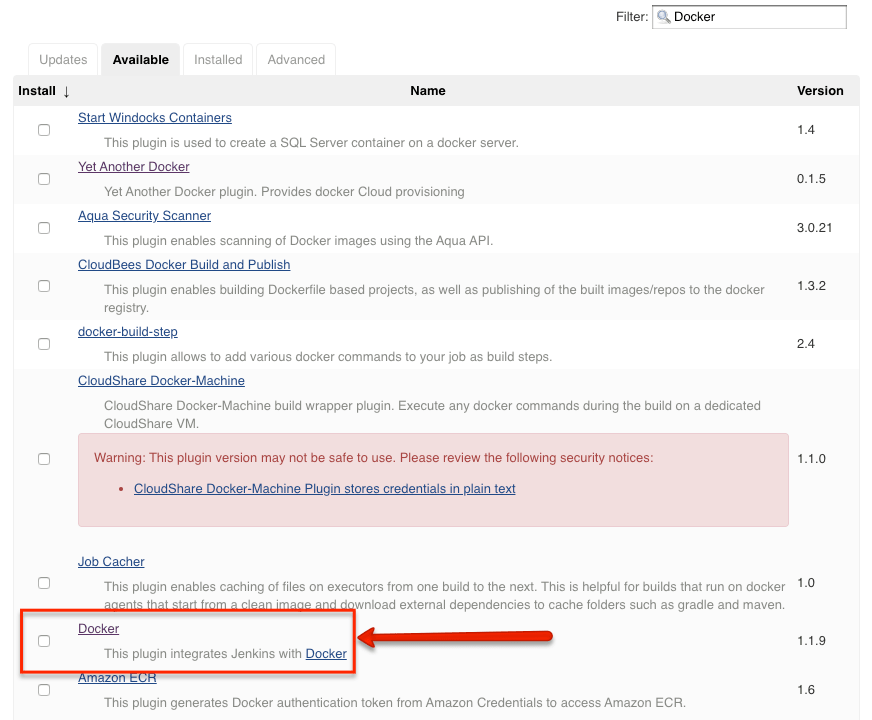 Filter: Docker
Updates Available Installed Advanced
Install ↓ Name Version
Start Windocks Containers
This plugin is used to create a SQL Server container on a docker server.
1.4
Yet Another Docker
Yet Another Docker plugin. Provides docker Cloud provisioning
0.1.5
Aqua Security Scanner
This plugin enables scanning of Docker images using the Aqua API.
3.0.21
CloudBees Docker Build and Publish
This plugin enables building Dockerfile based projects, as well as publishing of the built images/repos to the docker
registry.
1.3.2
docker-build-step
This plugin allows to add various docker commands to your job as build steps.
2.4
CloudShare Docker-Machine
CloudShare Docker-Machine build wrapper plugin. Execute any docker commands during the build on a dedicated
CloudShare VM.
Warning: This plugin version may not be safe to use. Please review the following security notices:
• CloudShare Docker-Machine Plugin stores credentials in plain text
1.1.0
Job Cacher
This plugin enables caching of files on executors from one build to the next. This is helpful for builds that run on docker
agents that start from a clean image and download external dependencies to cache folders such as gradle and maven.
1.0
Docker
This plugin integrates Jenkins with Docker
1.1.9
Amazon ECR
This plugin generates Docker authentication token from Amazon Credentials to access Amazon ECR.
1.6